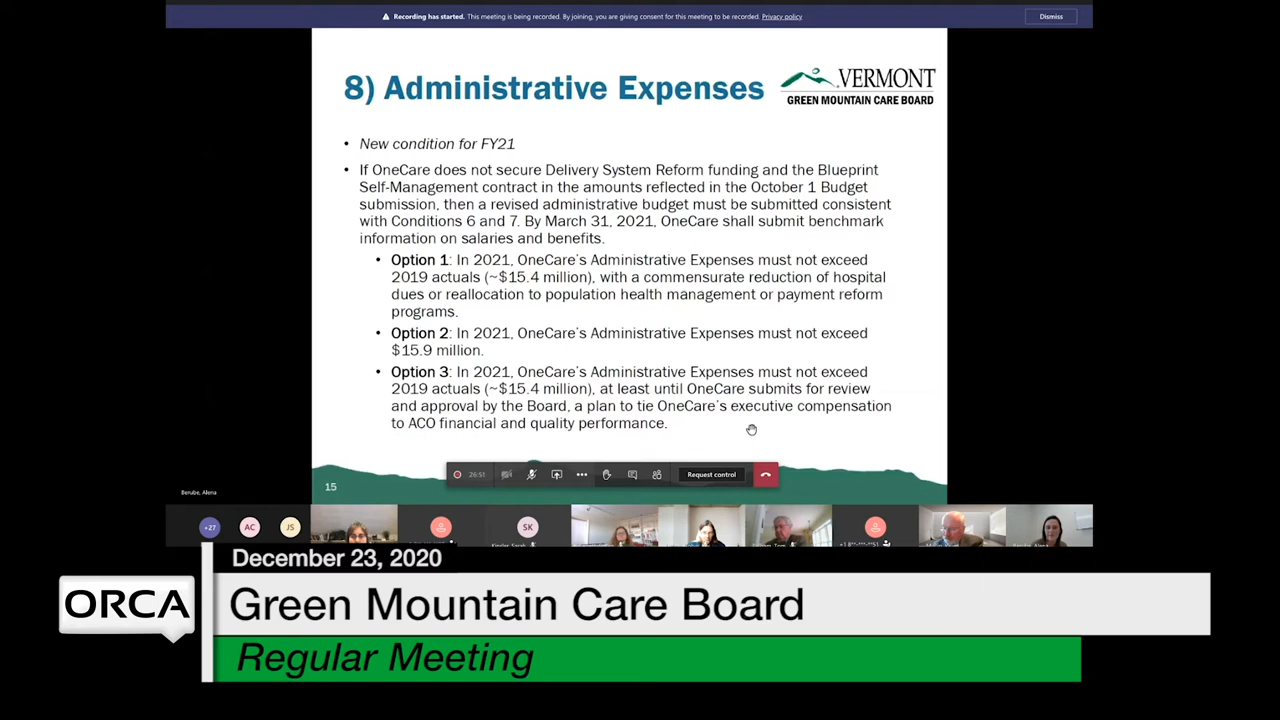 Recording has started. This meeting is being recorded. By joining, you are giving consent for this meeting to be recorded. Privacy policy
Dismiss
8) Administrative Expenses
VERMONT
GREEN MOUNTAIN CARE BOARD
• New condition for FY21
• If OneCare does not secure Delivery System Reform funding and the Blueprint
Self-Management contract in the amounts reflected in the October 1 Budget
submission, then a revised administrative budget must be submitted consistent
with Conditions 6 and 7. By March 31, 2021, OneCare shall submit benchmark
information on salaries and benefits.
• Option 1: In 2021, OneCare's Administrative Expenses must not exceed
2019 actuals (~$15.4 million), with a commensurate reduction of hospital
dues or reallocation to population health management or payment reform
programs.
• Option 2: In 2021, OneCare's Administrative Expenses must not exceed
$15.9 million.
• Option 3: In 2021, OneCare's Administrative Expenses must not exceed
2019 actuals (~$15.4 million), at least until OneCare submits for review
and approval by the Board, a plan to tie OneCare's executive compensation
to ACO financial and quality performance.
26:51
Request control
15
Berube, Alena
+27
AC
JS
SK
December 23, 2020
ORCA
Green Mountain Care Board
Regular Meeting